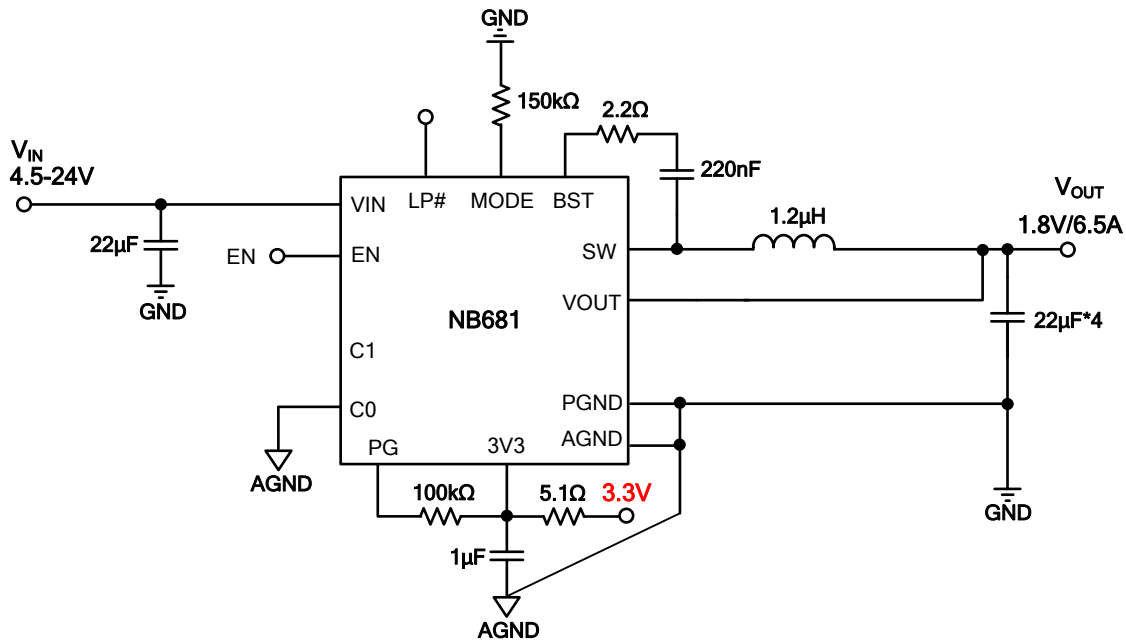 GND
150kΩ
2.2Ω
220nF
V_IN
4.5-24V
LP#
MODE
BST
VIN
V_OUT
1.8V/6.5A
22µF
1.2µH
EN
EN
SW
GND
VOUT
NB681
22µF*4
C1
C0
PGND
AGND
PG
3V3
AGND
100kΩ
5.1Ω
3.3V
GND
1µF
AGND